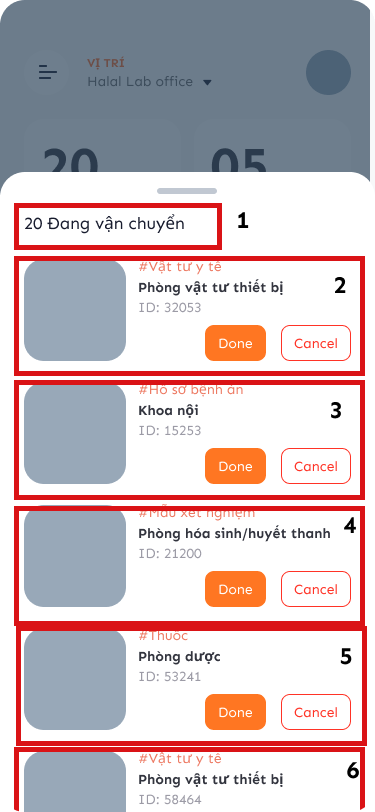 VỊ TRÍ
Halal Lab office
20 05
20 Đang vận chuyển 1
#Vật tư y tế
Phòng vật tư thiết bị 2
ID: 32053
Done Cancel
#Hồ sơ bệnh án
Khoa nội 3
ID: 15253
Done Cancel
#Mẫu xét nghiệm
Phòng hóa sinh/huyết thanh 4
ID: 21200
Done Cancel
#Thuốc
Phòng dược 5
ID: 53241
Done Cancel
#Vật tư y tế
Phòng vật tư thiết bị 6
ID: 58464